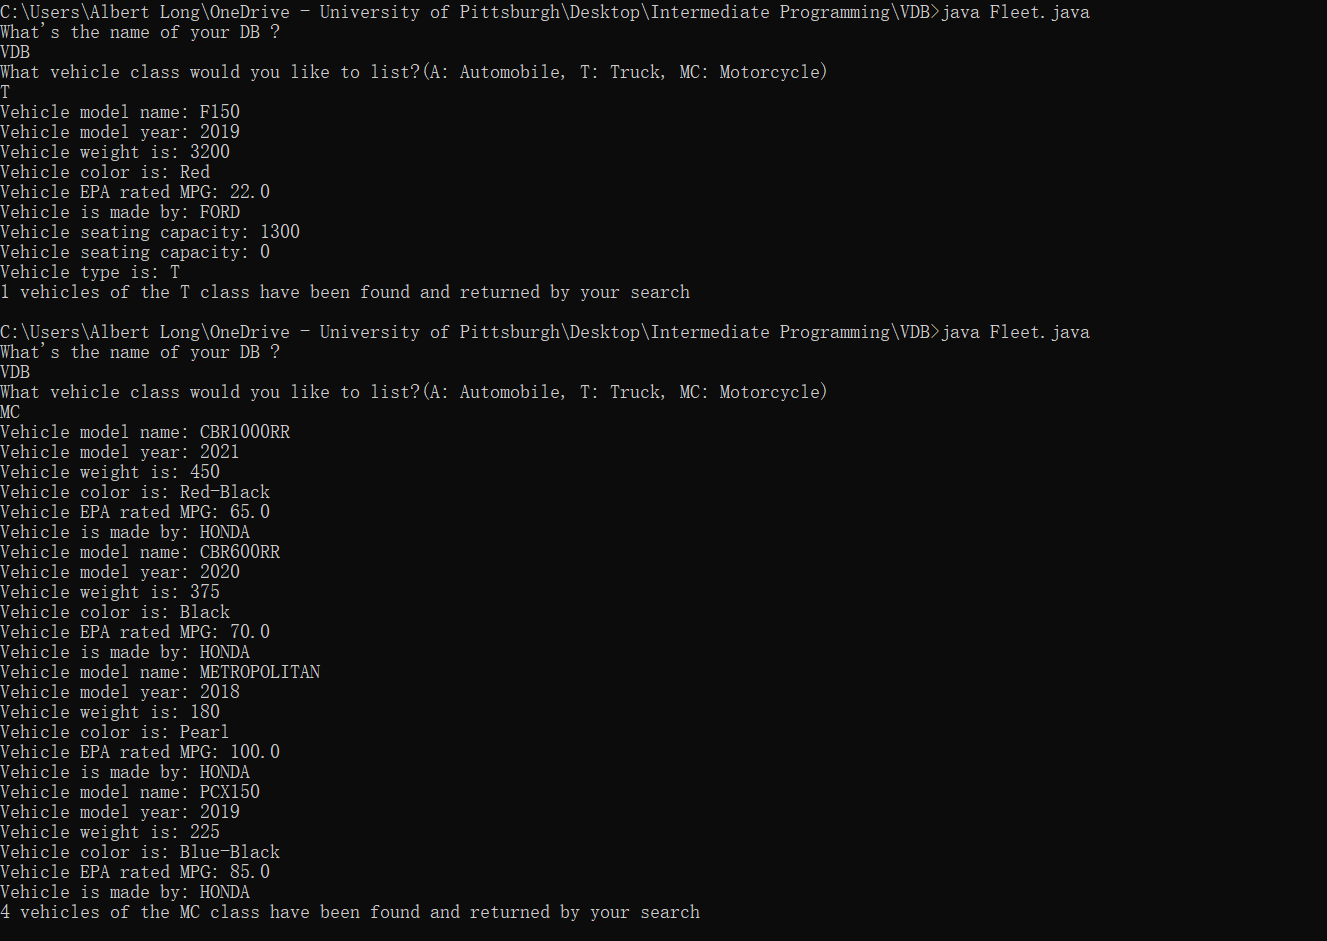 C:\Users\Albert Long\OneDrive - University of Pittsburgh\Desktop\Intermediate Programming\VDB>java Fleet.java
What's the name of your DB ?
VDB
What vehicle class would you like to list?(A: Automobile, T: Truck, MC: Motorcycle)
T
Vehicle model name: F150
Vehicle model year: 2019
Vehicle weight is: 3200
Vehicle color is: Red
Vehicle EPA rated MPG: 22.0
Vehicle is made by: FORD
Vehicle seating capacity: 1300
Vehicle seating capacity: 0
Vehicle type is: T
1 vehicles of the T class have been found and returned by your search
C:\Users\Albert Long\OneDrive - University of Pittsburgh\Desktop\Intermediate Programming\VDB>java Fleet.java
What's the name of your DB ?
VDB
What vehicle class would you like to list?(A: Automobile, T: Truck, MC: Motorcycle)
MC
Vehicle model name: CBR1000RR
Vehicle model year: 2021
Vehicle weight is: 450
Vehicle color is: Red-Black
Vehicle EPA rated MPG: 65.0
Vehicle is made by: HONDA
Vehicle model name: CBR600RR
Vehicle model year: 2020
Vehicle weight is: 375
Vehicle color is: Black
Vehicle EPA rated MPG: 70.0
Vehicle is made by: HONDA
Vehicle model name: METROPOLITAN
Vehicle model year: 2018
Vehicle weight is: 180
Vehicle color is: Pearl
Vehicle EPA rated MPG: 100.0
Vehicle is made by: HONDA
Vehicle model name: PCX150
Vehicle model year: 2019
Vehicle weight is: 225
Vehicle color is: Blue-Black
Vehicle EPA rated MPG: 85.0
Vehicle is made by: HONDA
4 vehicles of the MC class have been found and returned by your search